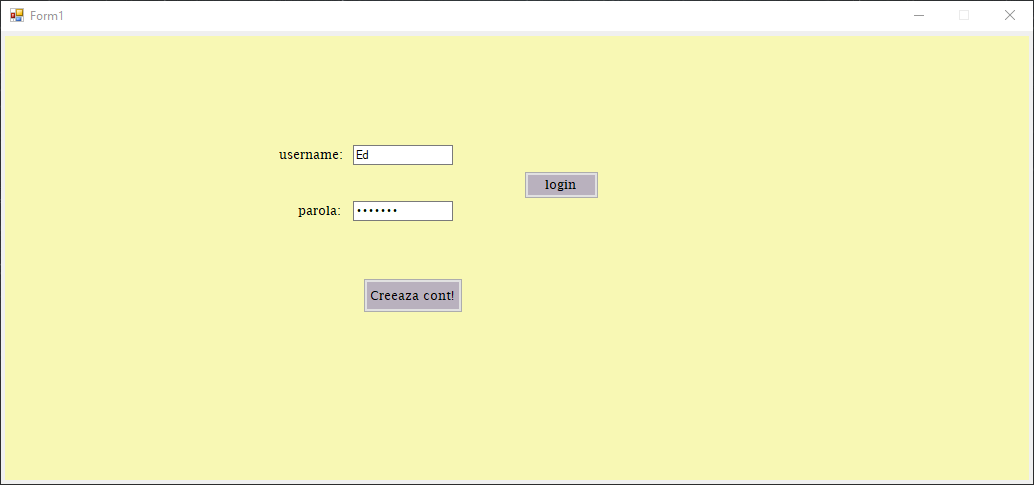 Form1
username: Ed
login
parola: •••••••
Creeaza cont!